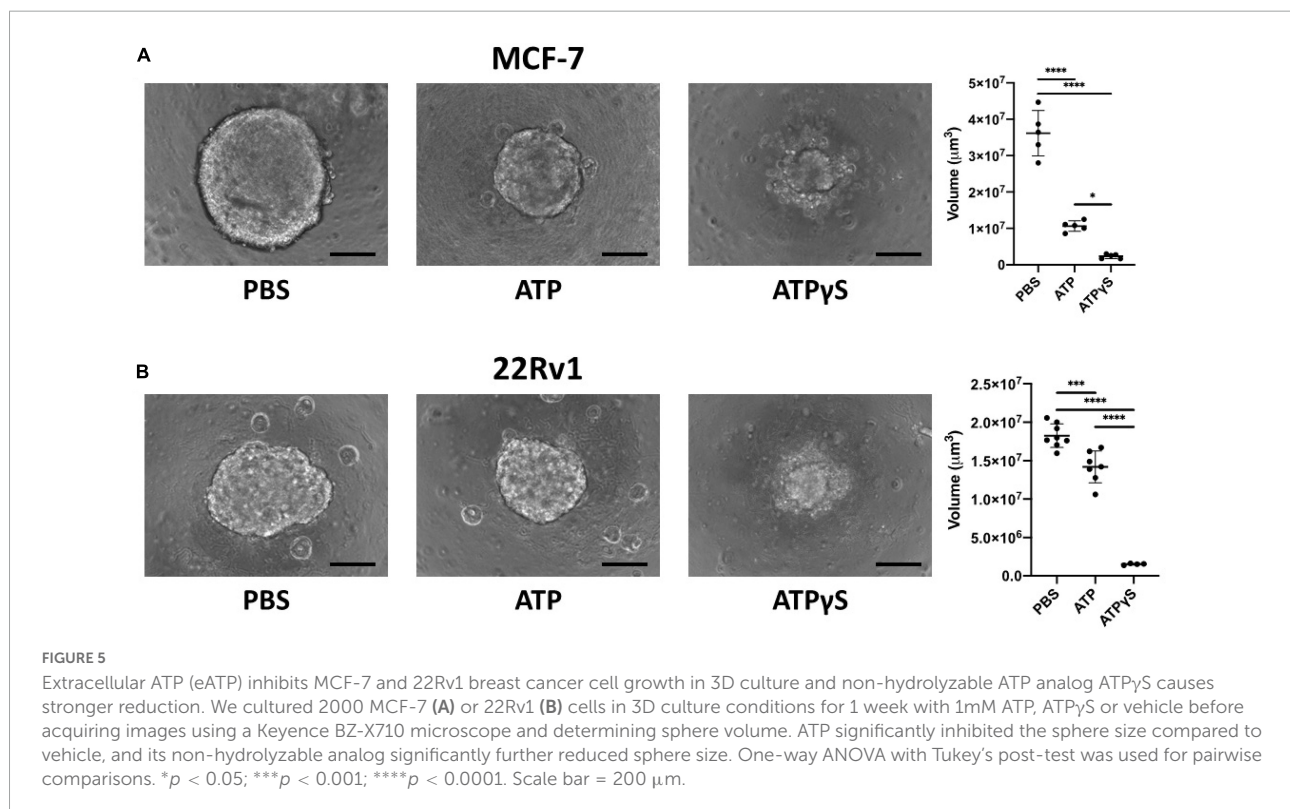 A
MCF-7
PBS
ATP
ATPγS
Volume (μm³)
5×10⁷
4×10⁷
3×10⁷
2×10⁷
1×10⁷
0
****
****
*
PBS
ATP
ATPγS
B
22Rv1
PBS
ATP
ATPγS
Volume (μm³)
2.5×10⁷
2.0×10⁷
1.5×10⁷
1.0×10⁷
5.0×10⁶
0.0
***
****
****
PBS
ATP
ATPγS
FIGURE 5
Extracellular ATP (eATP) inhibits MCF-7 and 22Rv1 breast cancer cell growth in 3D culture and non-hydrolyzable ATP analog ATPγS causes
stronger reduction. We cultured 2000 MCF-7 (A) or 22Rv1 (B) cells in 3D culture conditions for 1 week with 1mM ATP, ATPγS or vehicle before
acquiring images using a Keyence BZ-X710 microscope and determining sphere volume. ATP significantly inhibited the sphere size compared to
vehicle, and its non-hydrolyzable analog significantly further reduced sphere size. One-way ANOVA with Tukey's post-test was used for pairwise
comparisons. *p < 0.05; ***p < 0.001; ****p < 0.0001. Scale bar = 200 μm.